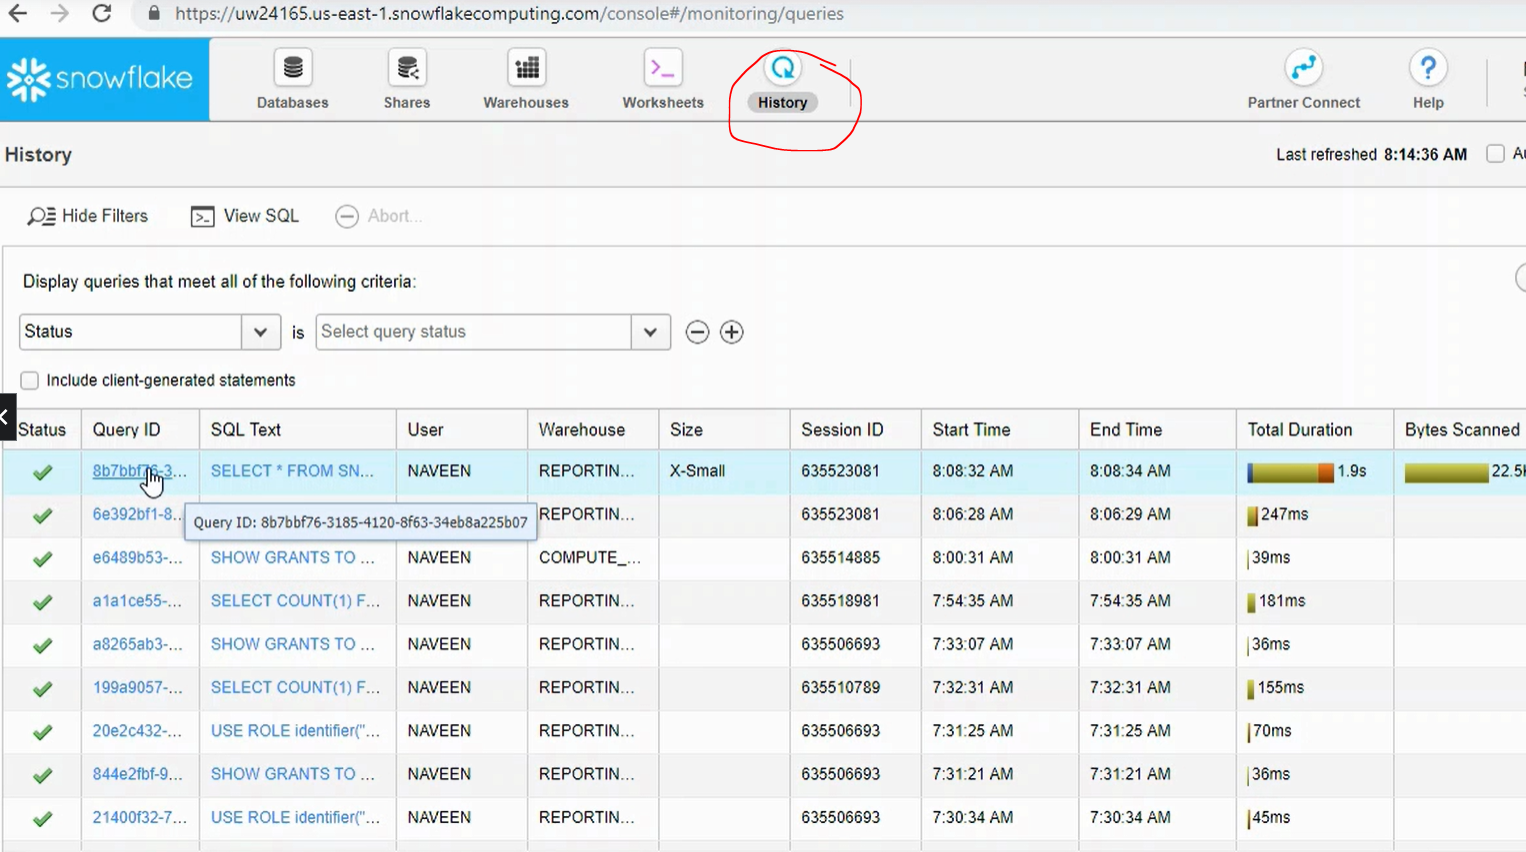 https://uw24165.us-east-1.snowflakecomputing.com/console#/monitoring/queries
snowflake
Databases Shares Warehouses Worksheets History Partner Connect Help
History Last refreshed 8:14:36 AM
Hide Filters View SQL Abort...
Display queries that meet all of the following criteria:
Status is Select query status
Include client-generated statements
Status Query ID SQL Text User Warehouse Size Session ID Start Time End Time Total Duration Bytes Scanned
8b7bbf76-3... SELECT * FROM SN... NAVEEN REPORTIN... X-Small 635523081 8:08:32 AM 8:08:34 AM 1.9s 22.5
6e392bf1-8... REPORTIN... 635523081 8:06:28 AM 8:06:29 AM 247ms
Query ID: 8b7bbf76-3185-4120-8f63-34eb8a225b07
e6489b53-... SHOW GRANTS TO ... NAVEEN COMPUTE_... 635514885 8:00:31 AM 8:00:31 AM 39ms
a1a1ce55-... SELECT COUNT(1) F... NAVEEN REPORTIN... 635518981 7:54:35 AM 7:54:35 AM 181ms
a8265ab3-... SHOW GRANTS TO ... NAVEEN REPORTIN... 635506693 7:33:07 AM 7:33:07 AM 36ms
199a9057-... SELECT COUNT(1) F... NAVEEN REPORTIN... 635510789 7:32:31 AM 7:32:31 AM 155ms
20e2c432-... USE ROLE identifier("... NAVEEN REPORTIN... 635506693 7:31:25 AM 7:31:25 AM 70ms
844e2fbf-9... SHOW GRANTS TO ... NAVEEN REPORTIN... 635506693 7:31:21 AM 7:31:21 AM 36ms
21400f32-7... USE ROLE identifier("... NAVEEN REPORTIN... 635506693 7:30:34 AM 7:30:34 AM 45ms